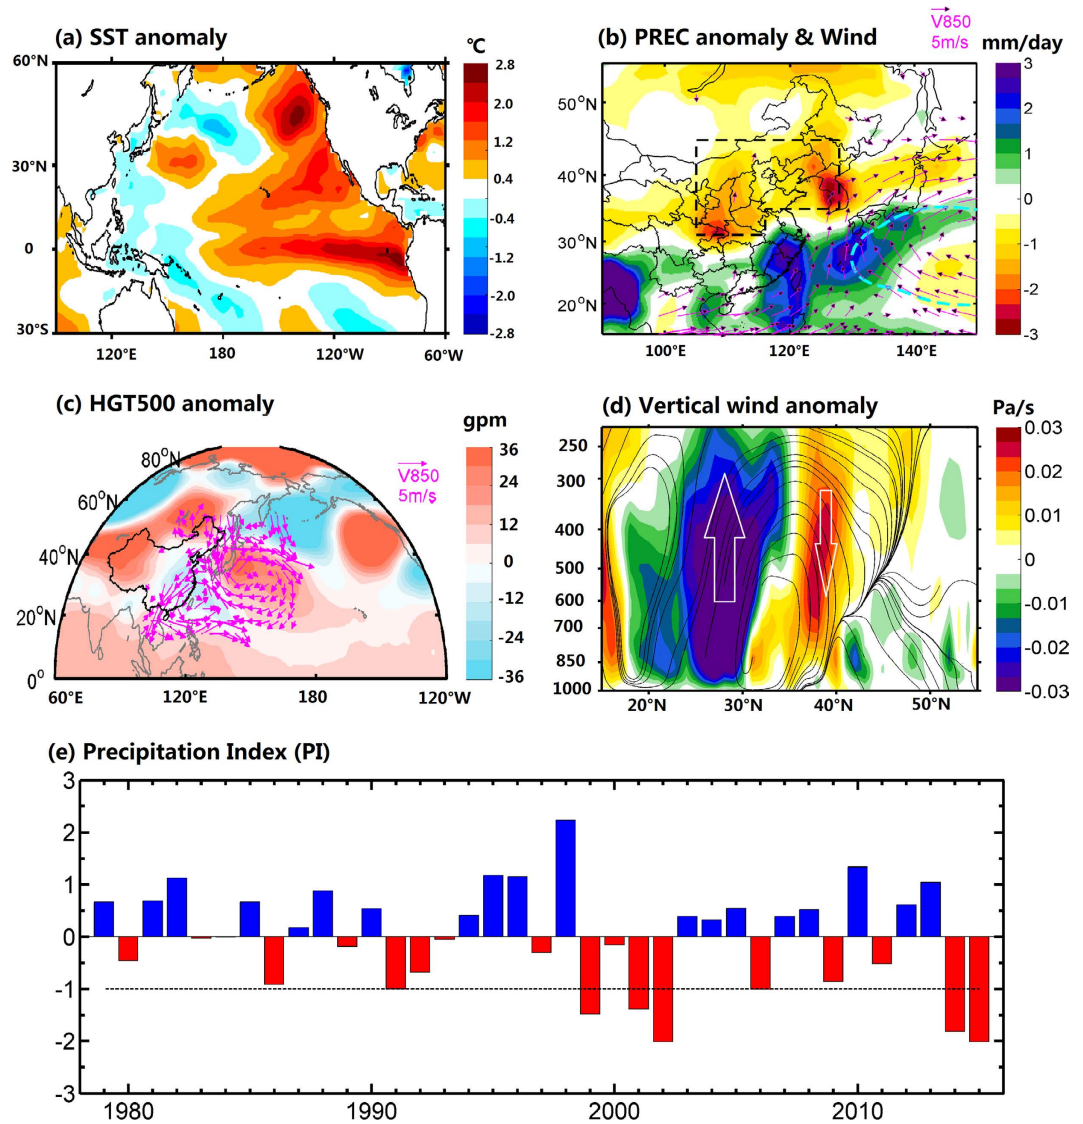 (a) SST anomaly
℃
60°N
30°N
0
30°S
120°E 180 120°W 60°W
2.8
2.0
1.2
0.4
-0.4
-1.2
-2.0
-2.8
V850
5m/s
(b) PREC anomaly & Wind
mm/day
50°N
40°N
30°N
20°N
100°E 120°E 140°E
3
2
1
0
-1
-2
-3
(c) HGT500 anomaly
gpm
V850
5m/s
80°N
60°N
40°N
20°N
0°
60°E 120°E 180 120°W
36
24
12
0
-12
-24
-36
(d) Vertical wind anomaly
Pa/s
250
300
400
500
600
700
850
1000
20°N 30°N 40°N 50°N
0.03
0.02
0.01
0
-0.01
-0.02
-0.03
(e) Precipitation Index (PI)
3
2
1
0
-1
-2
-3
1980 1990 2000 2010